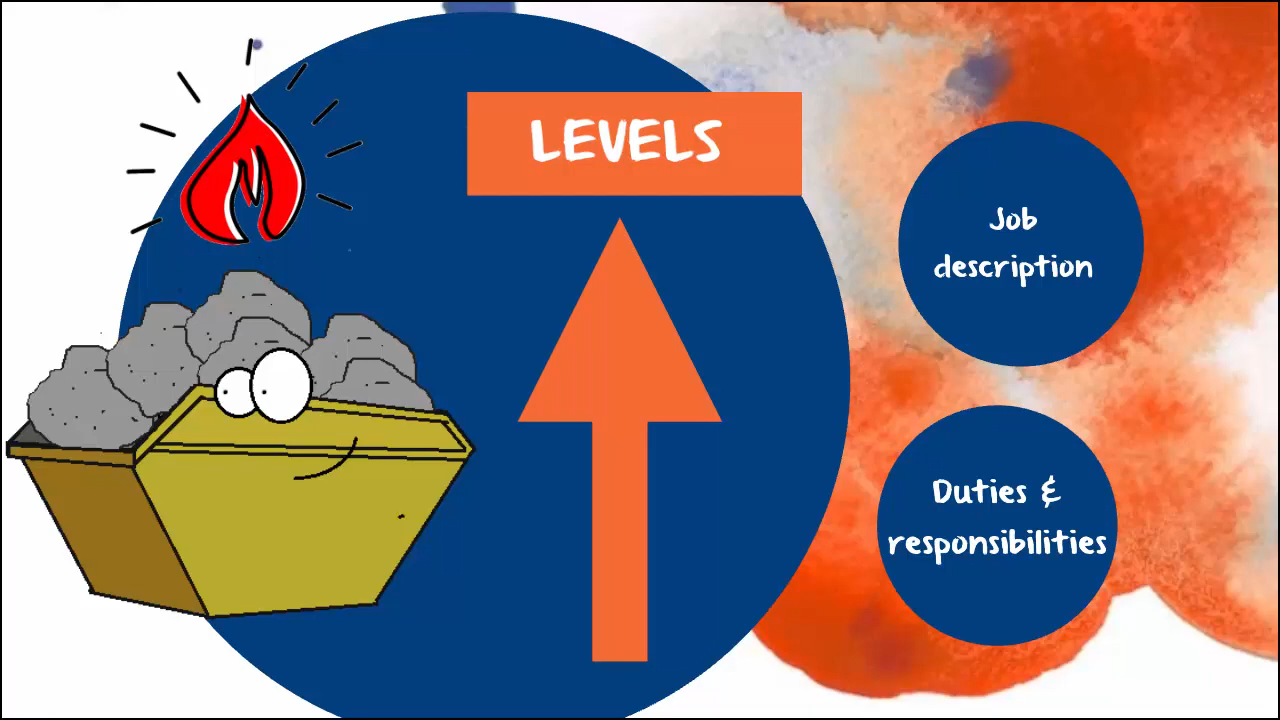 LEVELS
Job
description
Duties &
responsibilities